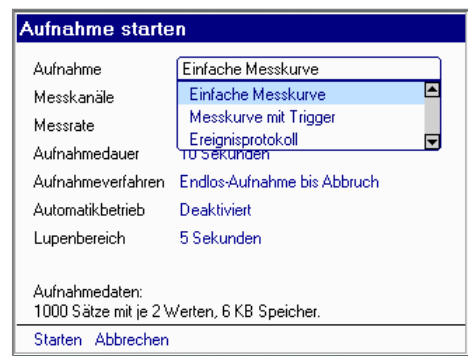 Aufnahme starten
Aufnahme Einfache Messkurve
Messkanäle Einfache Messkurve
Messrate Messkurve mit Trigger
Ereignisprotokoll
Aufnahmedauer 10 Sekunden
Aufnahmeverfahren Endlos-Aufnahme bis Abbruch
Automatikbetrieb Deaktiviert
Lupenbereich 5 Sekunden
Aufnahmedaten:
1000 Sätze mit je 2 Werten, 6 KB Speicher.
Starten Abbrechen